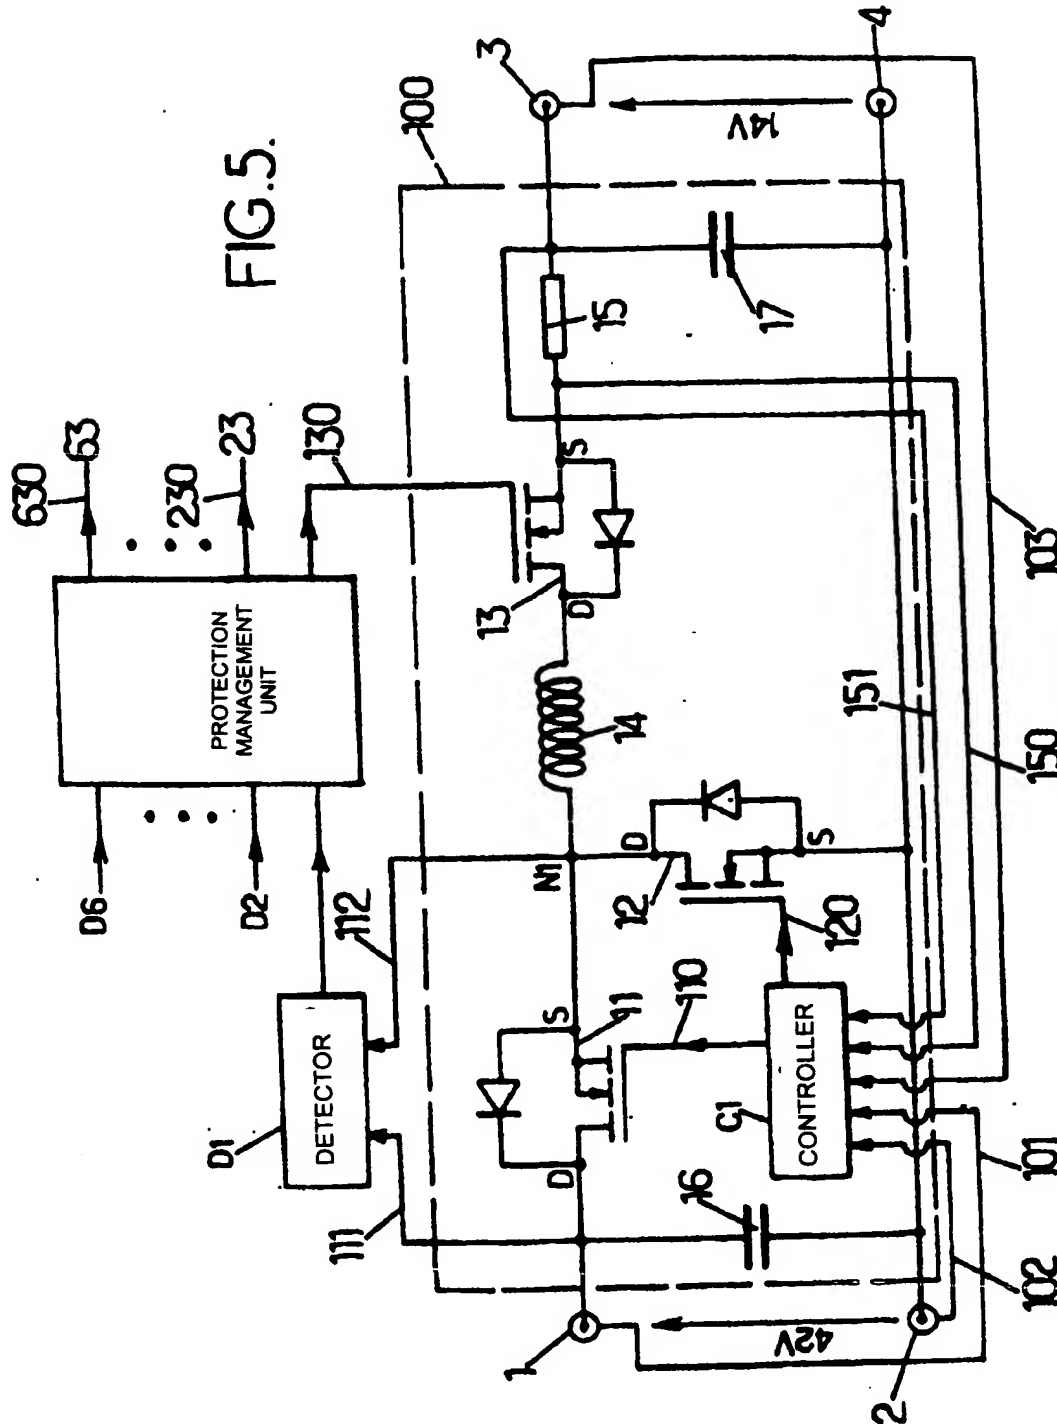 FIG.5.
630
63
230
23
130
PROTECTION
MANAGEMENT
UNIT
D6
D2
112
D1
DETECTOR
111
100
3
4
14V
15
17
S
13
D
14
N1
D
12
S
120
S
11
D
110
C1
CONTROLLER
16
1
2
42V
151
103
150
101
102